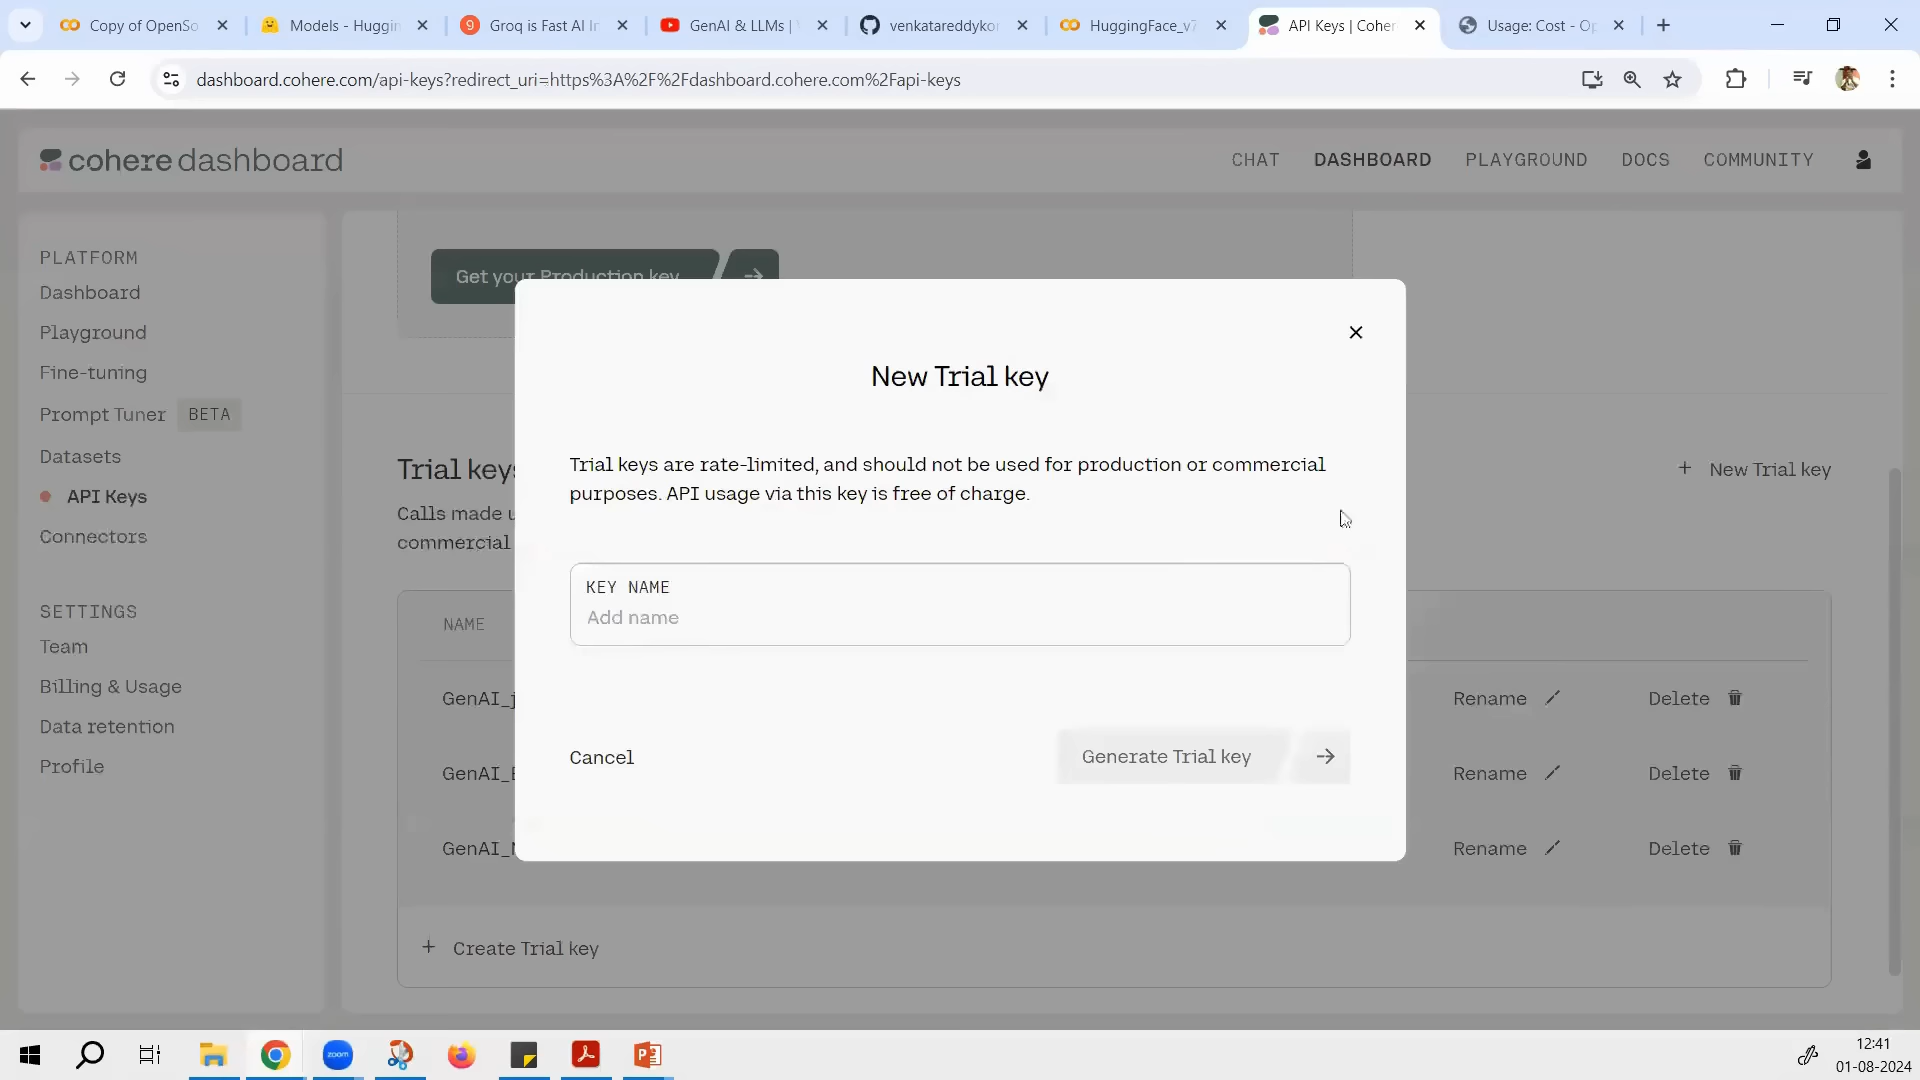 Copy of OpenSo
Models - Huggin
Groq is Fast AI In
GenAI & LLMs |
venkatareddykon
HuggingFace_v7
API Keys | Coher
Usage: Cost - Op
dashboard.cohere.com/api-keys?redirect_uri=https%3A%2F%2Fdashboard.cohere.com%2Fapi-keys
cohere dashboard
CHAT
DASHBOARD
PLAYGROUND
DOCS
COMMUNITY
PLATFORM
Dashboard
Playground
Fine-tuning
Prompt Tuner BETA
Datasets
API Keys
Connectors
SETTINGS
Team
Billing & Usage
Data retention
Profile
Get your Production key
New Trial key
Trial keys are rate-limited, and should not be used for production or commercial
purposes. API usage via this key is free of charge.
KEY NAME
Add name
Cancel
Generate Trial key
Trial keys
+ New Trial key
Calls made u
commercial
NAME
GenAI_j
Rename
Delete
GenAI_
Rename
Delete
GenAI_
Rename
Delete
+ Create Trial key
zoom
12:41
01-08-2024